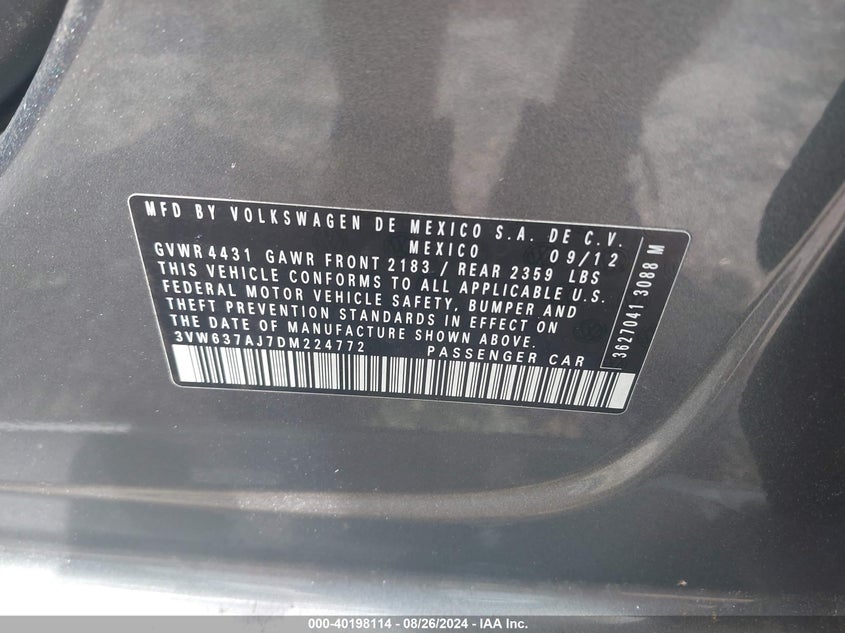 MFD BY VOLKSWAGEN DE MEXICO S.A. DE C.V.
MEXICO 09/12
GVWR 4431 GAWR FRONT 2183 / REAR 2359 LBS
THIS VEHICLE CONFORMS TO ALL APPLICABLE U.S.
FEDERAL MOTOR VEHICLE SAFETY, BUMPER AND
THEFT PREVENTION STANDARDS IN EFFECT ON
THE DATE OF MANUFACTURE SHOWN ABOVE.
3VW637AJ7DM224772 PASSENGER CAR
3627041 3088 M
000-40198114 - 08/26/2024 - IAA Inc.